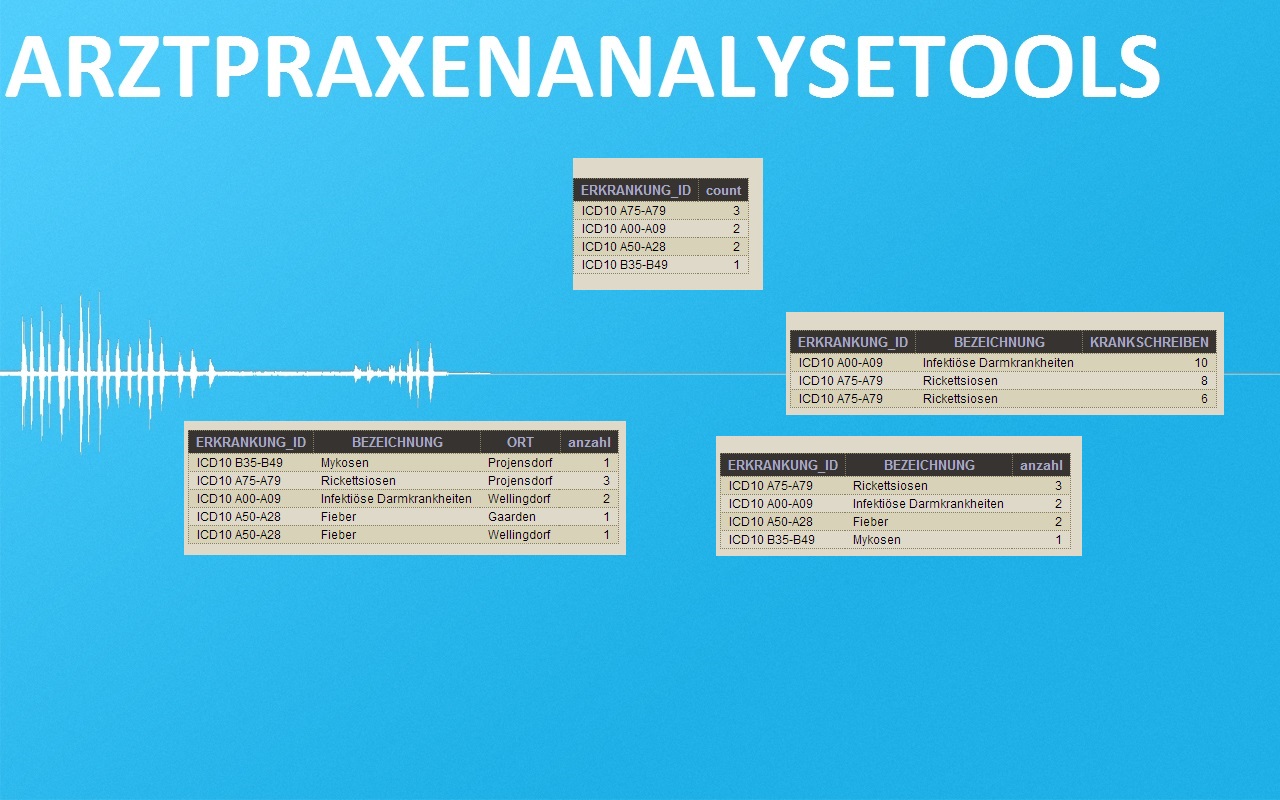 ARZTPRAXENANALYSETOOLS
ERKRANKUNG_ID count
ICD10 A75-A79 3
ICD10 A00-A09 2
ICD10 A50-A28 2
ICD10 B35-B49 1
ERKRANKUNG_ID BEZEICHNUNG KRANKSCHREIBEN
ICD10 A00-A09 Infektiöse Darmkrankheiten 10
ICD10 A75-A79 Rickettsiosen 8
ICD10 A75-A79 Rickettsiosen 6
ERKRANKUNG_ID BEZEICHNUNG ORT anzahl
ICD10 B35-B49 Mykosen Projensdorf 1
ICD10 A75-A79 Rickettsiosen Projensdorf 3
ICD10 A00-A09 Infektiöse Darmkrankheiten Wellingdorf 2
ICD10 A50-A28 Fieber Gaarden 1
ICD10 A50-A28 Fieber Wellingdorf 1
ERKRANKUNG_ID BEZEICHNUNG anzahl
ICD10 A75-A79 Rickettsiosen 3
ICD10 A00-A09 Infektiöse Darmkrankheiten 2
ICD10 A50-A28 Fieber 2
ICD10 B35-B49 Mykosen 1